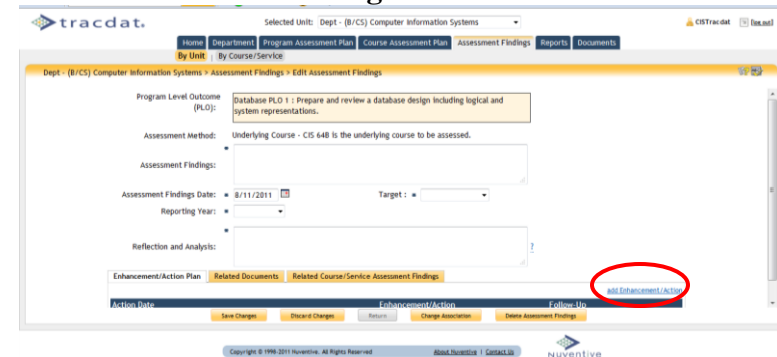 tracdat.
Selected Unit: Dept - (B/CS) Computer Information Systems
CISTracdat [log out]
Home Department Program Assessment Plan Course Assessment Plan Assessment Findings Reports Documents
By Unit | By Course/Service
Dept - (B/CS) Computer Information Systems > Assessment Findings > Edit Assessment Findings
Program Level Outcome (PLO):
Database PLO 1 : Prepare and review a database design including logical and
system representations.
Assessment Method: Underlying Course - CIS 64B is the underlying course to be assessed.
Assessment Findings:
Assessment Findings Date: 8/11/2011 Target :
Reporting Year:
Reflection and Analysis: ?
Enhancement/Action Plan Related Documents Related Course/Service Assessment Findings
add Enhancement/Action
Action Date Enhancement/Action Follow-Up
Save Changes Discard Changes Return Change Association Delete Assessment Findings
Copyright © 1998-2011 Nuventive. All Rights Reserved About Nuventive | Contact Us
nuventive